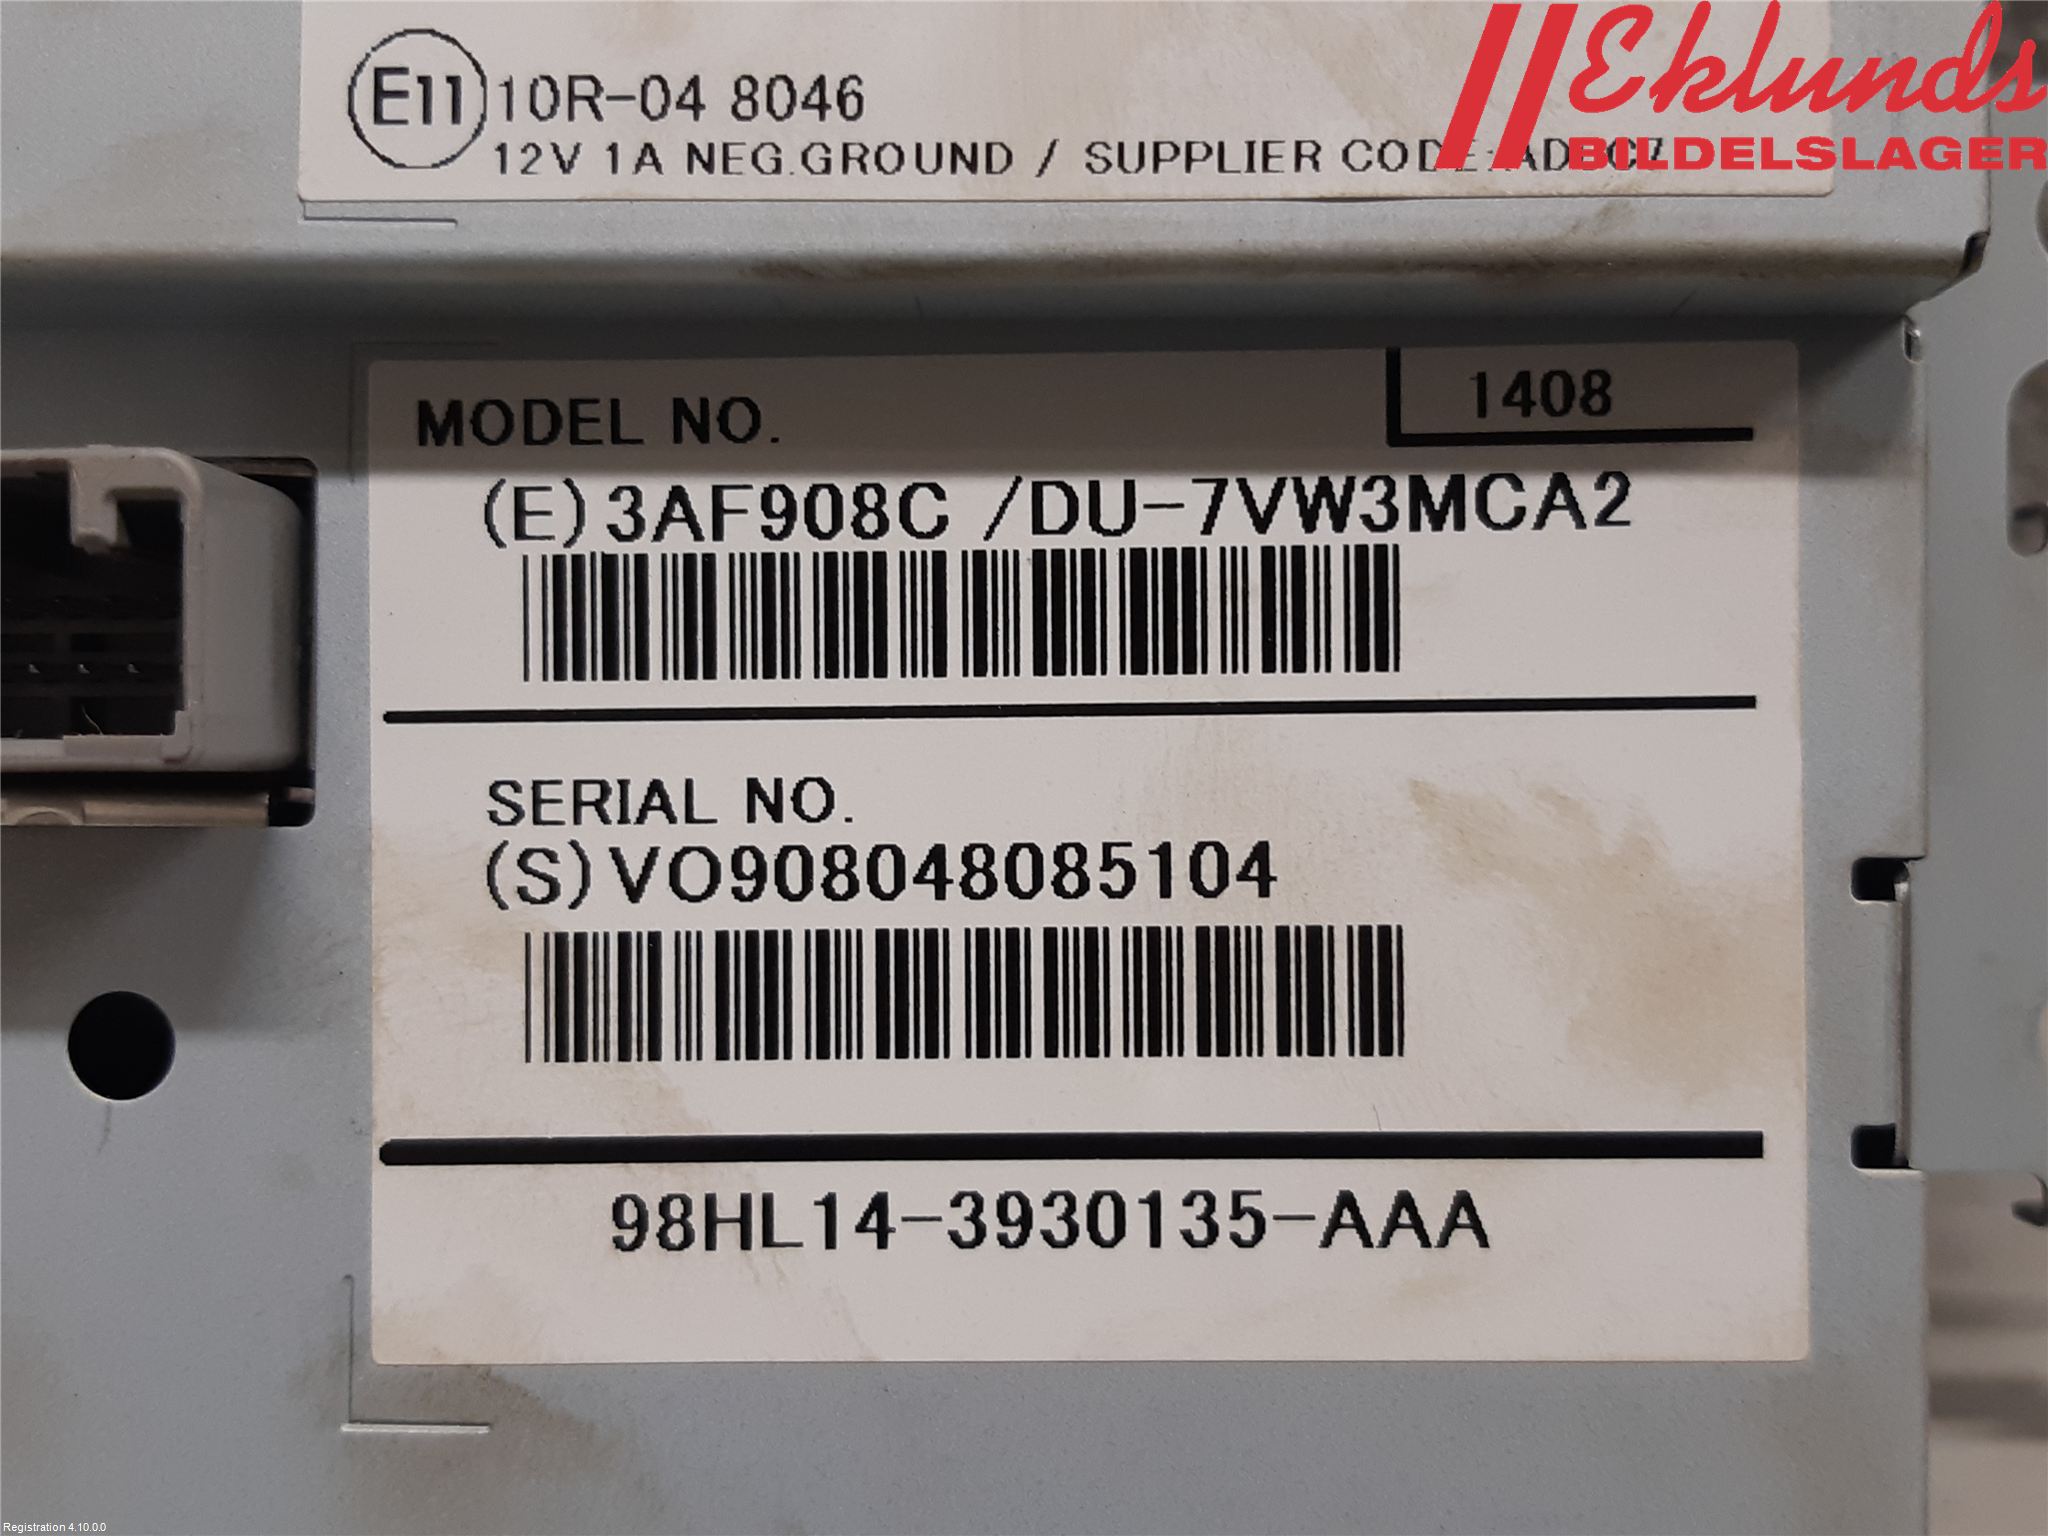 Eklunds
BILDELSLAGER
E11 10R-04 8046
12V 1A NEG.GROUND / SUPPLIER CODE:
MODEL NO.
1408
(E)3AF908C /DU-7VW3MCA2
SERIAL NO.
(S)VO908048085104
98HL14-3930135-AAA
Registration 4.10.0.0